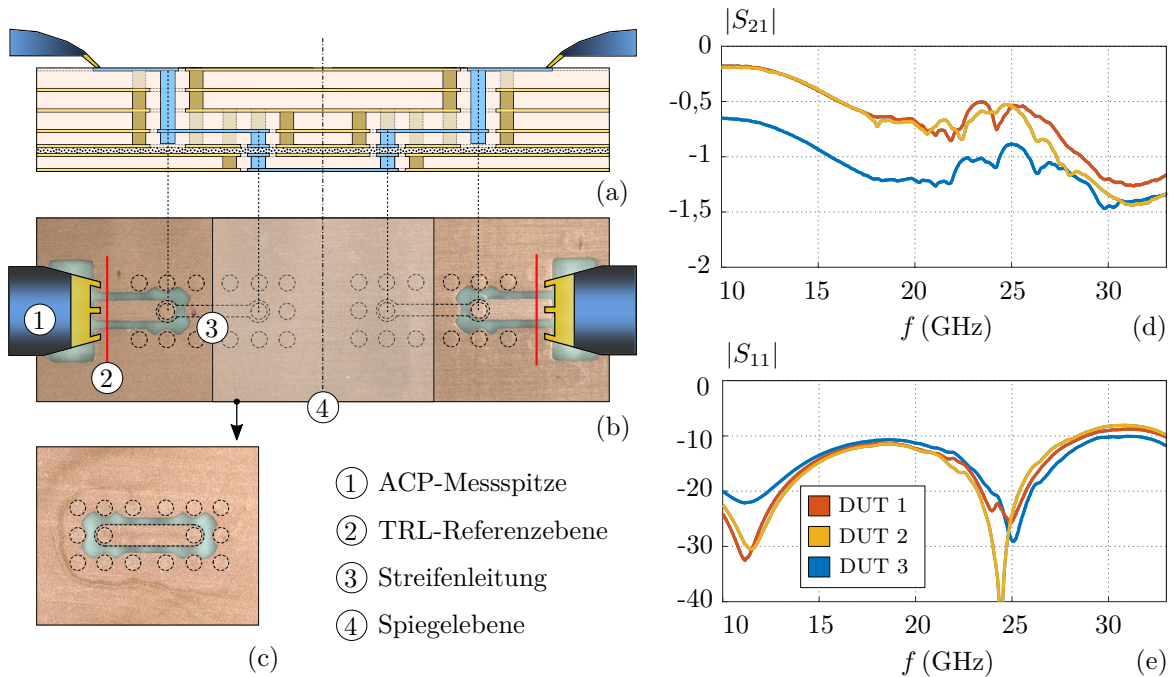 (a)
1
2
3
4
(b)
(c)
1 ACP-Messspitze
2 TRL-Referenzebene
3 Streifenleitung
4 Spiegelebene
|S21|
0
-0,5
-1
-1,5
-2
10 15 20 25 30
f (GHz)
(d)
|S11|
0
-10
-20
-30
-40
DUT 1
DUT 2
DUT 3
10 15 20 25 30
f (GHz)
(e)